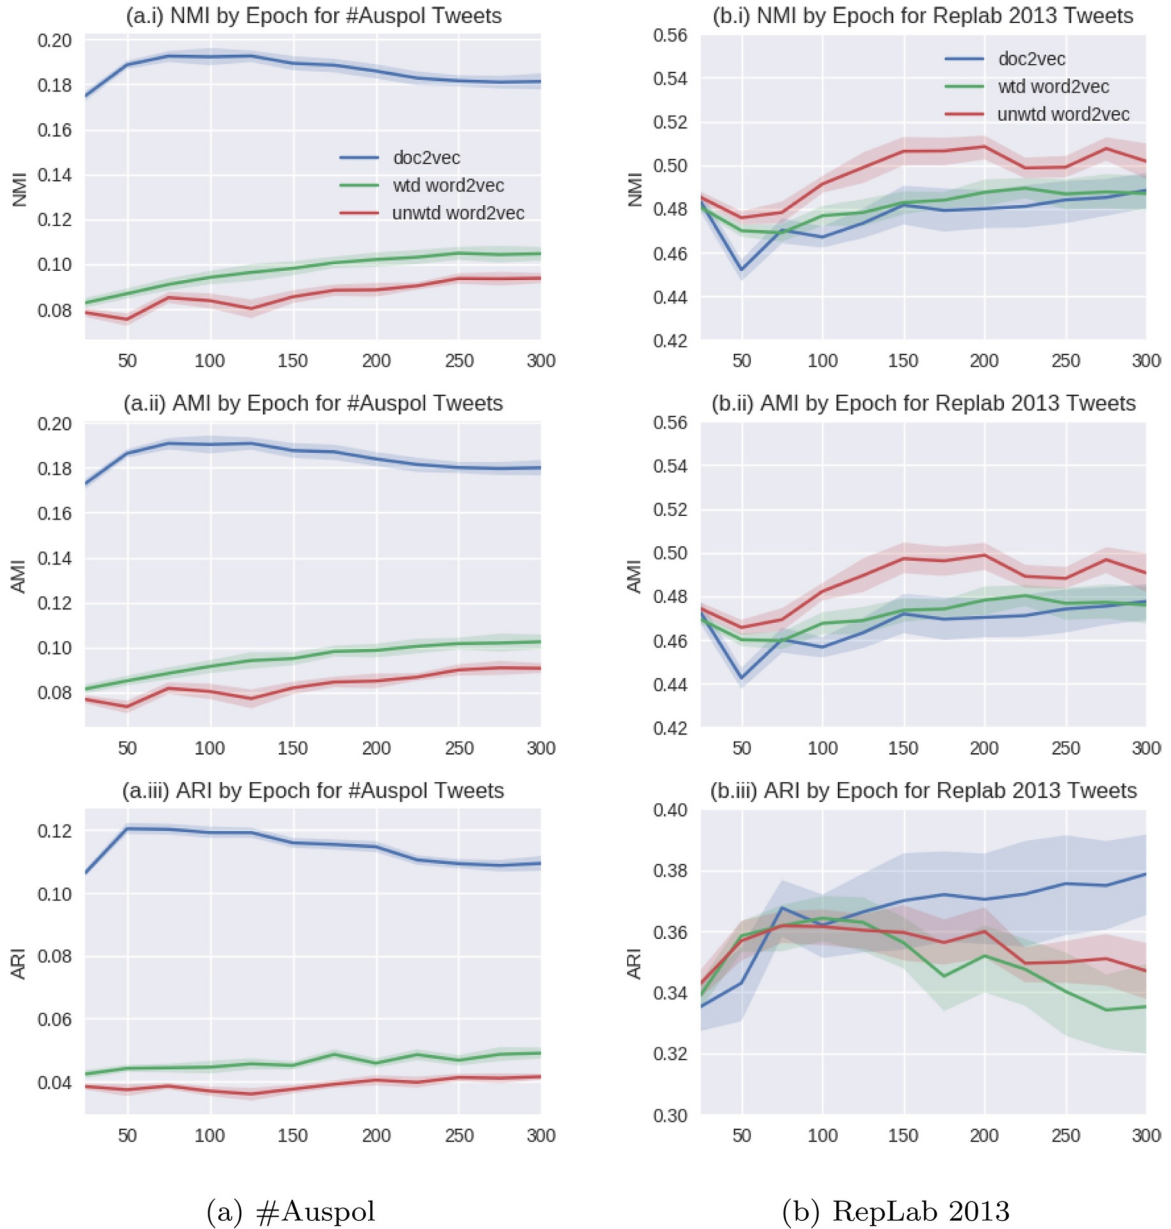 (a.i) NMI by Epoch for #Auspol Tweets
0.20
0.18
0.16
0.14
0.12
0.10
0.08
NMI
doc2vec
wtd word2vec
unwtd word2vec
50 100 150 200 250 300
(b.i) NMI by Epoch for Replab 2013 Tweets
0.56
0.54
0.52
0.50
0.48
0.46
0.44
0.42
NMI
doc2vec
wtd word2vec
unwtd word2vec
50 100 150 200 250 300
(a.ii) AMI by Epoch for #Auspol Tweets
0.20
0.18
0.16
0.14
0.12
0.10
0.08
AMI
50 100 150 200 250 300
(b.ii) AMI by Epoch for Replab 2013 Tweets
0.56
0.54
0.52
0.50
0.48
0.46
0.44
0.42
AMI
50 100 150 200 250 300
(a.iii) ARI by Epoch for #Auspol Tweets
0.12
0.10
0.08
0.06
0.04
ARI
50 100 150 200 250 300
(b.iii) ARI by Epoch for Replab 2013 Tweets
0.40
0.38
0.36
0.34
0.32
0.30
ARI
50 100 150 200 250 300
(a) #Auspol
(b) RepLab 2013